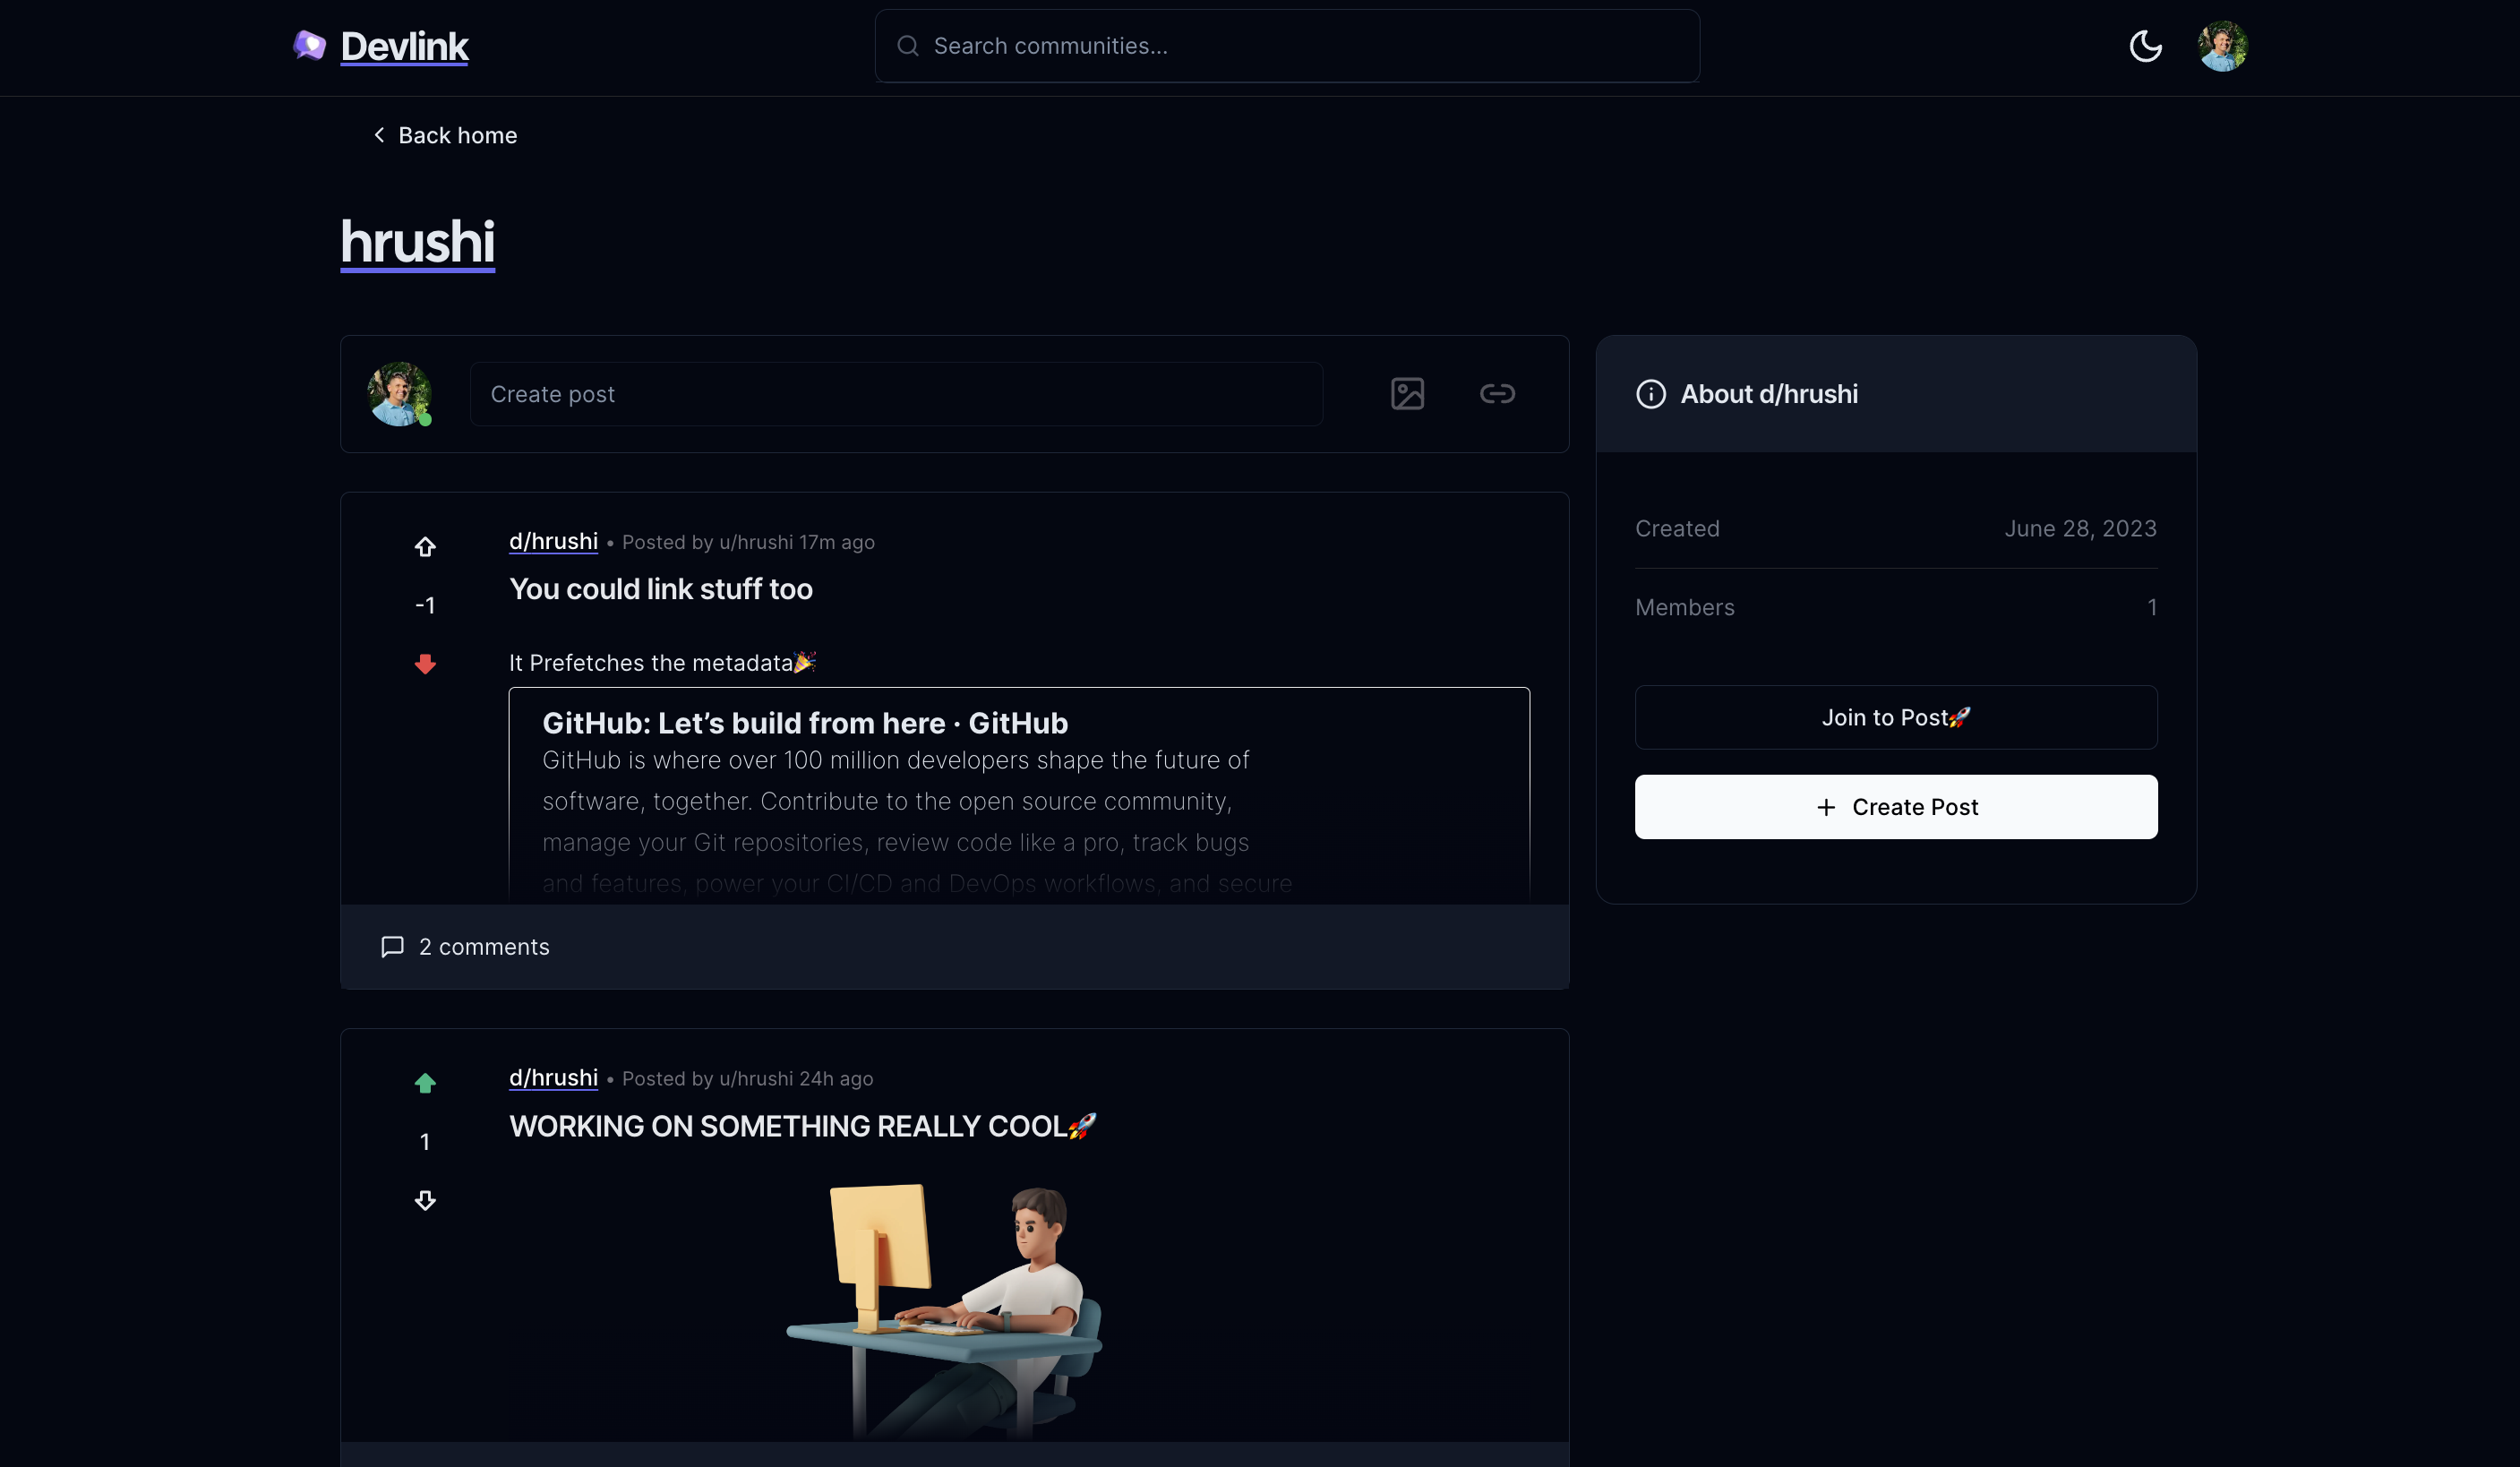 Devlink
Search communities...
Back home
hrushi
Create post
d/hrushi • Posted by u/hrushi 17m ago
-1
You could link stuff too
It Prefetches the metadata🎉
GitHub: Let’s build from here · GitHub
GitHub is where over 100 million developers shape the future of
software, together. Contribute to the open source community,
manage your Git repositories, review code like a pro, track bugs
and features, power your CI/CD and DevOps workflows, and secure
2 comments
d/hrushi • Posted by u/hrushi 24h ago
1
WORKING ON SOMETHING REALLY COOL🚀
About d/hrushi
Created June 28, 2023
Members 1
Join to Post🚀
+ Create Post